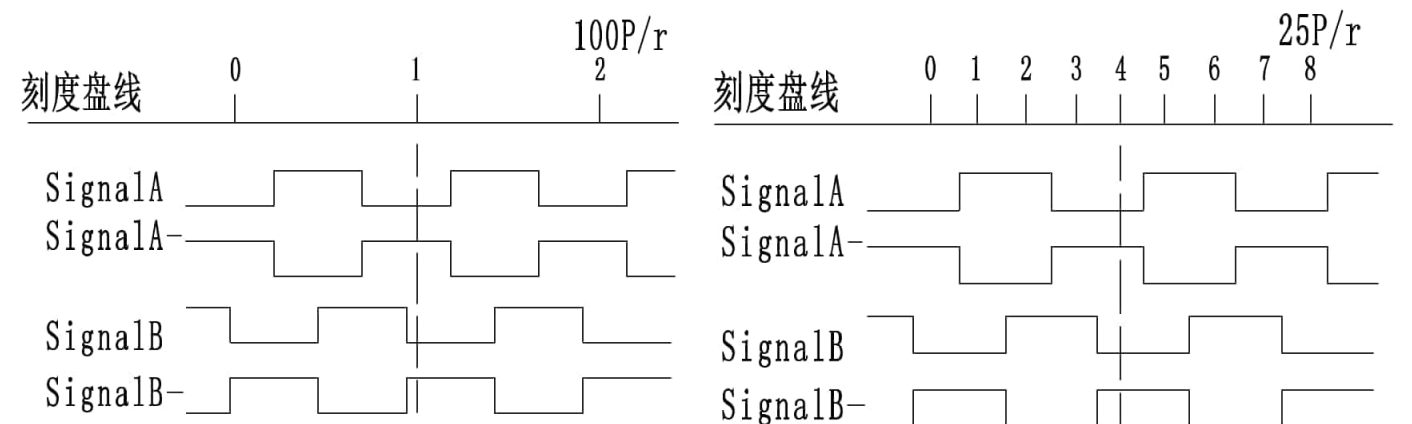 100P/r
刻度盘线 0 1 2
SignalA
SignalA-
SignalB
SignalB-
25P/r
刻度盘线 0 1 2 3 4 5 6 7 8
SignalA
SignalA-
SignalB
SignalB-